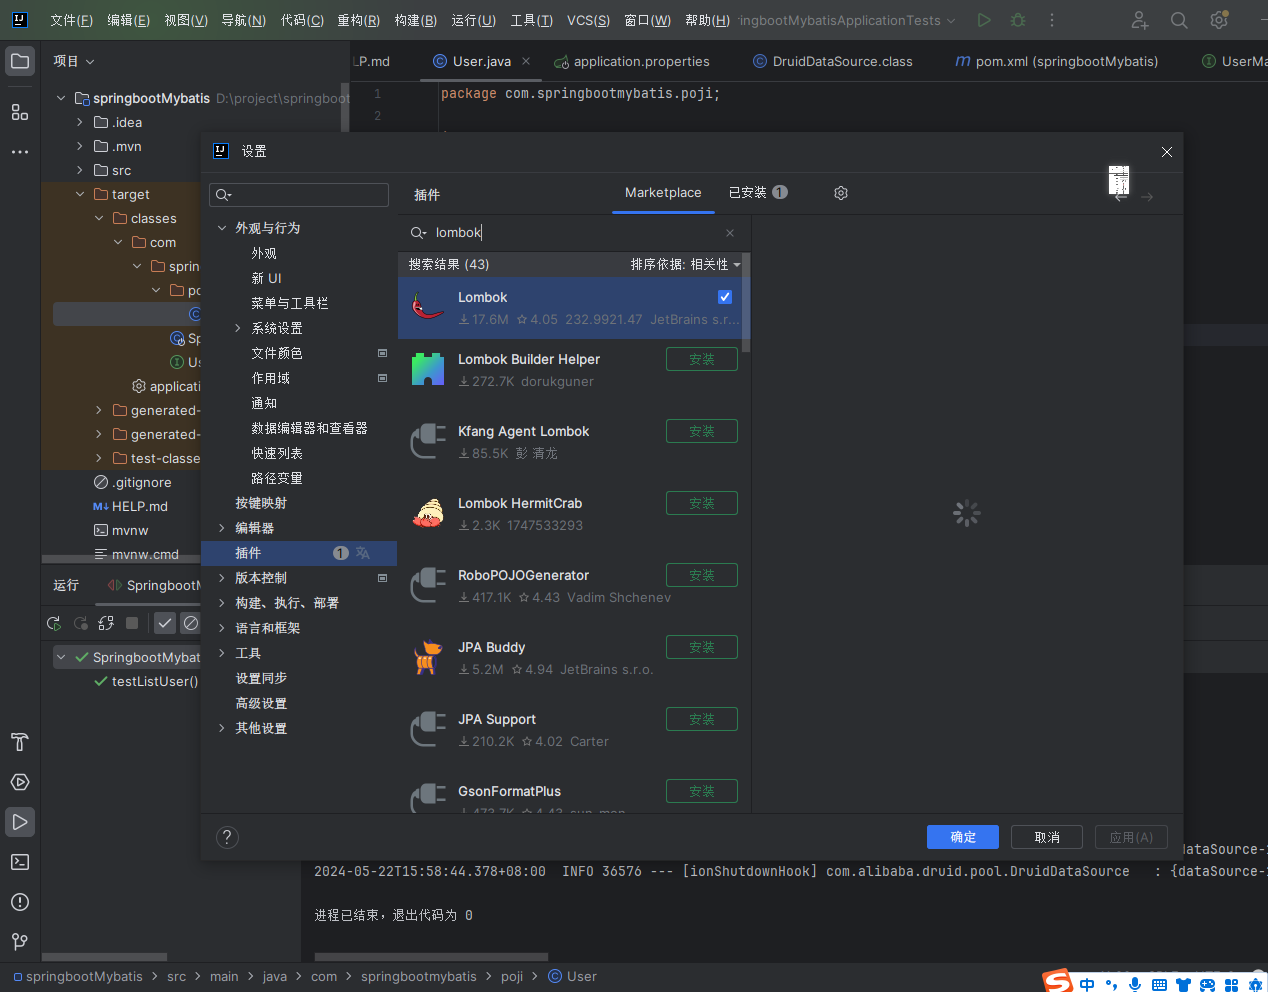 文件(F) 编辑(E) 视图(V) 导航(N) 代码(C) 重构(R) 构建(B) 运行(U) 工具(T) VCS(S) 窗口(W) 帮助(H) ingbootMybatisApplicationTests
项目
LP.md User.java application.properties DruidDataSource.class pom.xml (springbootMybatis) UserMa
1 package com.springbootmybatis.poji;
2
springbootMybatis D:\project\springboot
.idea
.mvn
src
target
classes
com
sprin
po
Sp
Us
applicati
generated-
generated-
test-classe
.gitignore
HELP.md
mvnw
mvnw.cmd
设置
外观与行为
外观
新 UI
菜单与工具栏
系统设置
文件颜色
作用域
通知
数据编辑器和查看器
快速列表
路径变量
按键映射
编辑器
插件 1
版本控制
构建、执行、部署
语言和框架
工具
设置同步
高级设置
其他设置
插件 Marketplace 已安装 1
lombok
搜索结果 (43) 排序依据: 相关性
Lombok
17.6M 4.05 232.9921.47 JetBrains s.r...
Lombok Builder Helper 安装
272.7K dorukguner
Kfang Agent Lombok 安装
85.5K 彭 清龙
Lombok HermitCrab 安装
2.3K 1747533293
RoboPOJOGenerator 安装
417.1K 4.43 Vadim Shchenev
JPA Buddy 安装
5.2M 4.94 JetBrains s.r.o.
JPA Support 安装
210.2K 4.02 Carter
GsonFormatPlus 安装
? 确定 取消 应用(A)
运行 SpringbootM
SpringbootMybat
testListUser()
dataSource-
2024-05-22T15:58:44.378+08:00 INFO 36576 --- [ionShutdownHook] com.alibaba.druid.pool.DruidDataSource : {dataSource-
进程已结束，退出代码为 0
springbootMybatis > src > main > java > com > springbootmybatis > poji > User
中